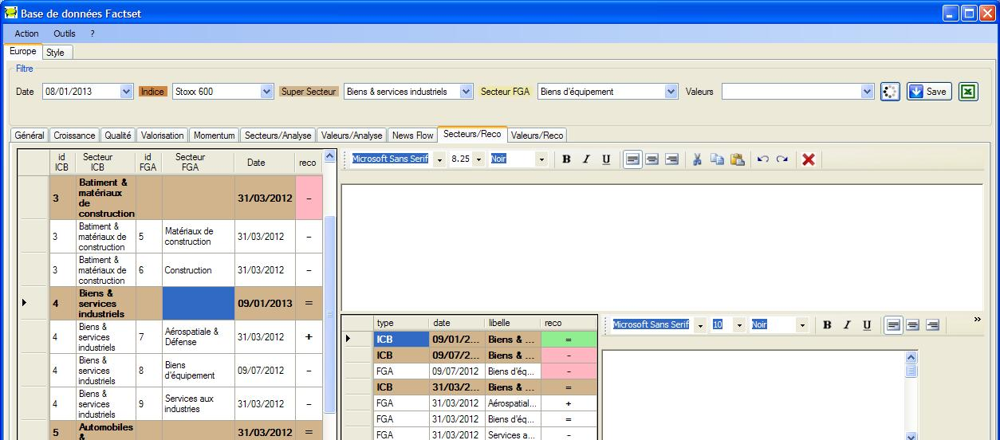 Base de données Factset
Action Outils ?
Europe Style
Filtre
Date 08/01/2013 Indice Stoxx 600 Super Secteur Biens & services industriels Secteur FGA Biens d'équipement Valeurs Save
Général Croissance Qualité Valorisation Momentum Secteurs/Analyse Valeurs/Analyse News Flow Secteurs/Reco Valeurs/Reco
id ICB Secteur ICB id FGA Secteur FGA Date reco
3 Batiment & matériaux de construction 31/03/2012 -
3 Batiment & matériaux de construction 5 Matériaux de construction 31/03/2012 -
3 Batiment & matériaux de construction 6 Construction 31/03/2012 -
4 Biens & services industriels 09/01/2013 =
4 Biens & services industriels 7 Aérospatiale & Défense 31/03/2012 +
4 Biens & services industriels 8 Biens d'équipement 09/07/2012 -
4 Biens & services industriels 9 Services aux industries 31/03/2012 -
5 Automobiles & 31/03/2012 =
Microsoft Sans Serif 8.25 Noir B I U
type date libelle reco
ICB 09/01/2... Biens & ... =
ICB 09/07/2... Biens & ... -
FGA 09/07/2012 Biens d'éq... -
ICB 31/03/2... Biens & ... =
FGA 31/03/2012 Aérospatial... +
FGA 31/03/2012 Biens d'éq... =
FGA 31/03/2012 Services a... -
Microsoft Sans Serif 10 Noir B I U »